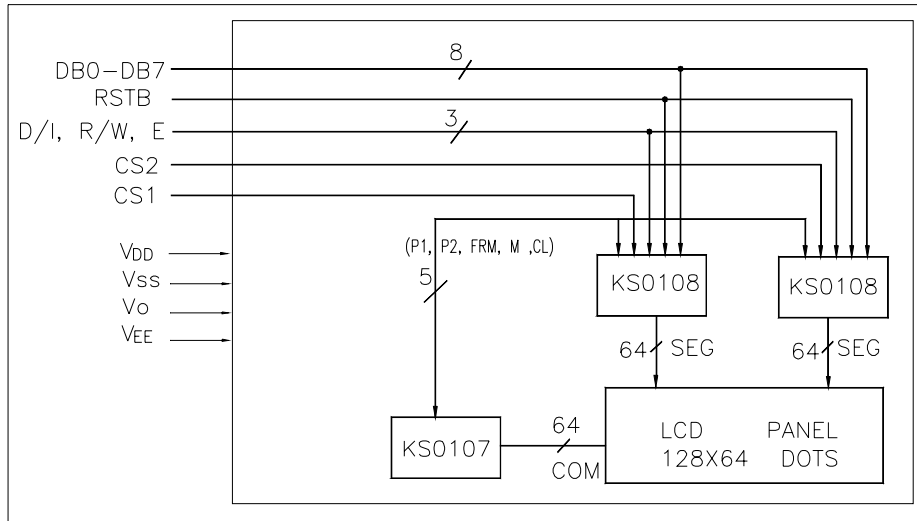 DB0-DB7
8
RSTB
D/I, R/W, E
3
CS2
CS1
(P1, P2, FRM, M ,CL)
5
VDD
VSS
Vo
VEE
KS0108
KS0108
64 SEG
64 SEG
KS0107
64
COM
LCD PANEL
128X64 DOTS